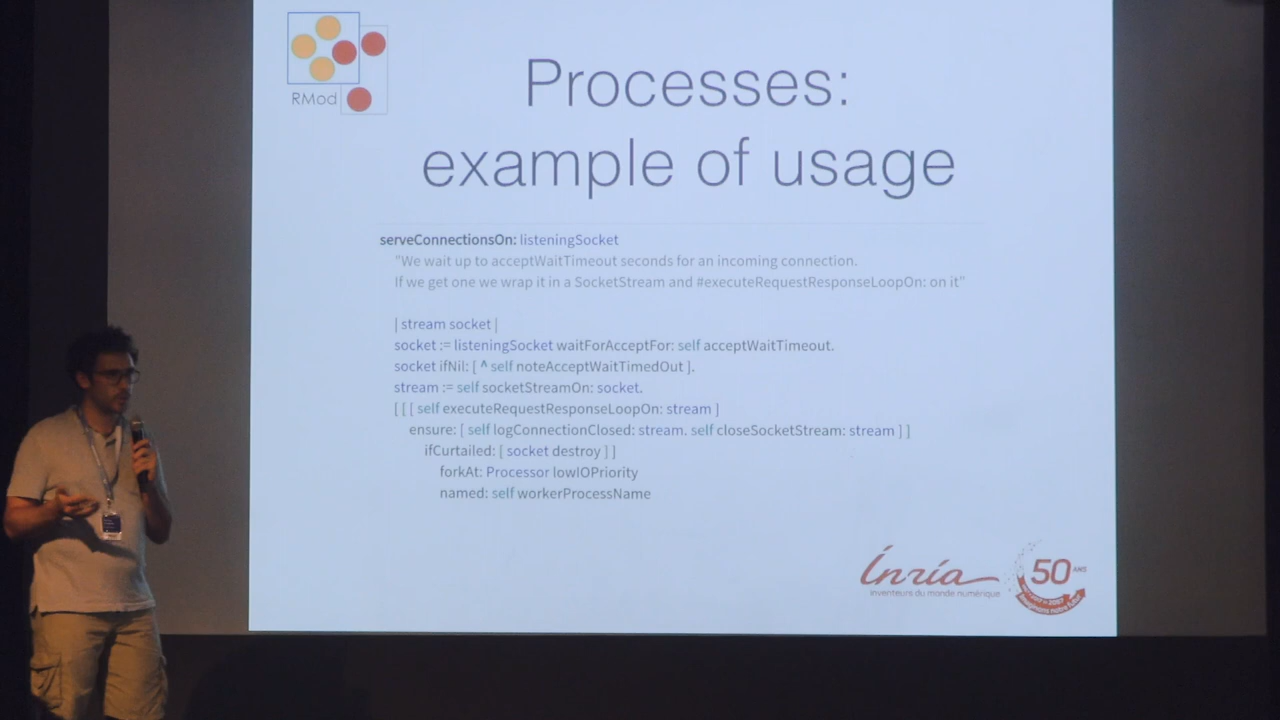 RMod
Processes:
example of usage
serveConnectionsOn: listeningSocket
"We wait up to acceptWaitTimeout seconds for an incoming connection.
If we get one we wrap it in a SocketStream and #executeRequestResponseLoopOn: on it"
| stream socket |
socket := listeningSocket waitForAcceptFor: self acceptWaitTimeout.
socket ifNil: [ ^ self noteAcceptWaitTimedOut ].
stream := self socketStreamOn: socket.
[ [ [ self executeRequestResponseLoopOn: stream ]
ensure: [ self logConnectionClosed: stream. self closeSocketStream: stream ] ]
ifCurtailed: [ socket destroy ] ]
forkAt: Processor lowIOPriority
named: self workerProcessName
Inria
inventeurs du monde numérique
50 ANS